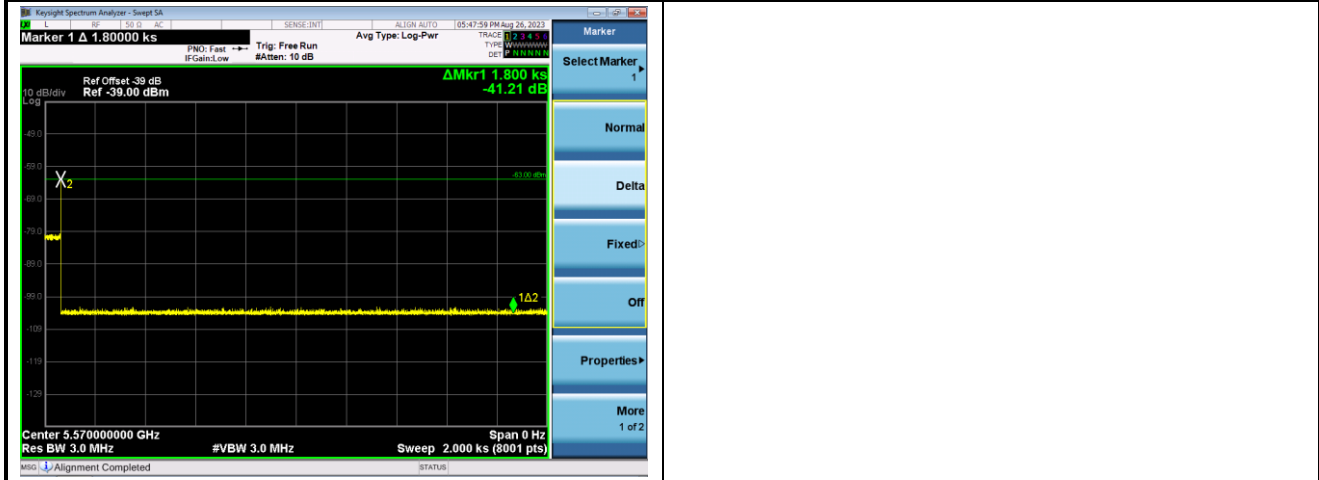 Keysight Spectrum Analyzer - Swept SA
L RF 50 Ω AC SENSE:INT ALIGN AUTO 05:47:59 PM Aug 26, 2023
Marker 1 Δ 1.80000 ks
PNO: Fast
IFGain:Low
Trig: Free Run
#Atten: 10 dB
Avg Type: Log-Pwr
TRACE 1 2 3 4 5 6
TYPE WWWWWW
DET P N N N N N
ΔMkr1 1.800 ks
-41.21 dB
Ref Offset -39 dB
10 dB/div Ref -39.00 dBm
Log
-49.0
-59.0
-63.00 dBm
X2
-69.0
-79.0
-89.0
-99.0
1Δ2
-109
-119
-129
Center 5.570000000 GHz Span 0 Hz
Res BW 3.0 MHz #VBW 3.0 MHz Sweep 2.000 ks (8001 pts)
MSG Alignment Completed STATUS
Marker
Select Marker
1
Normal
Delta
Fixed
Off
Properties
More
1 of 2